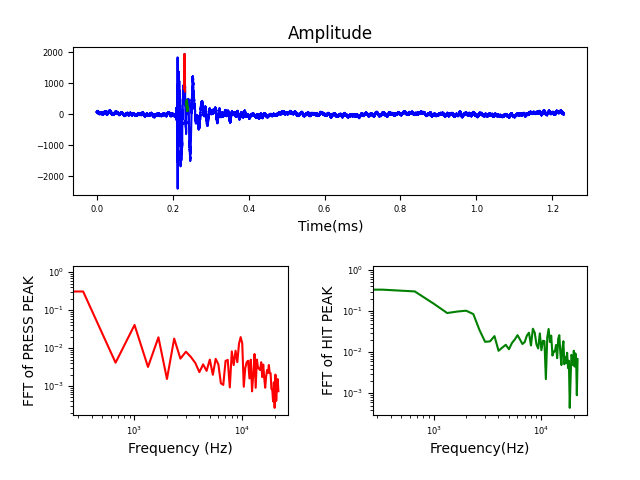 Amplitude
2000
1000
0
−1000
−2000
0.0 0.2 0.4 0.6 0.8 1.0 1.2
Time(ms)
FFT of PRESS PEAK
10⁰
10⁻¹
10⁻²
10⁻³
10³ 10⁴
Frequency (Hz)
FFT of HIT PEAK
10⁰
10⁻¹
10⁻²
10⁻³
10³ 10⁴
Frequency(Hz)